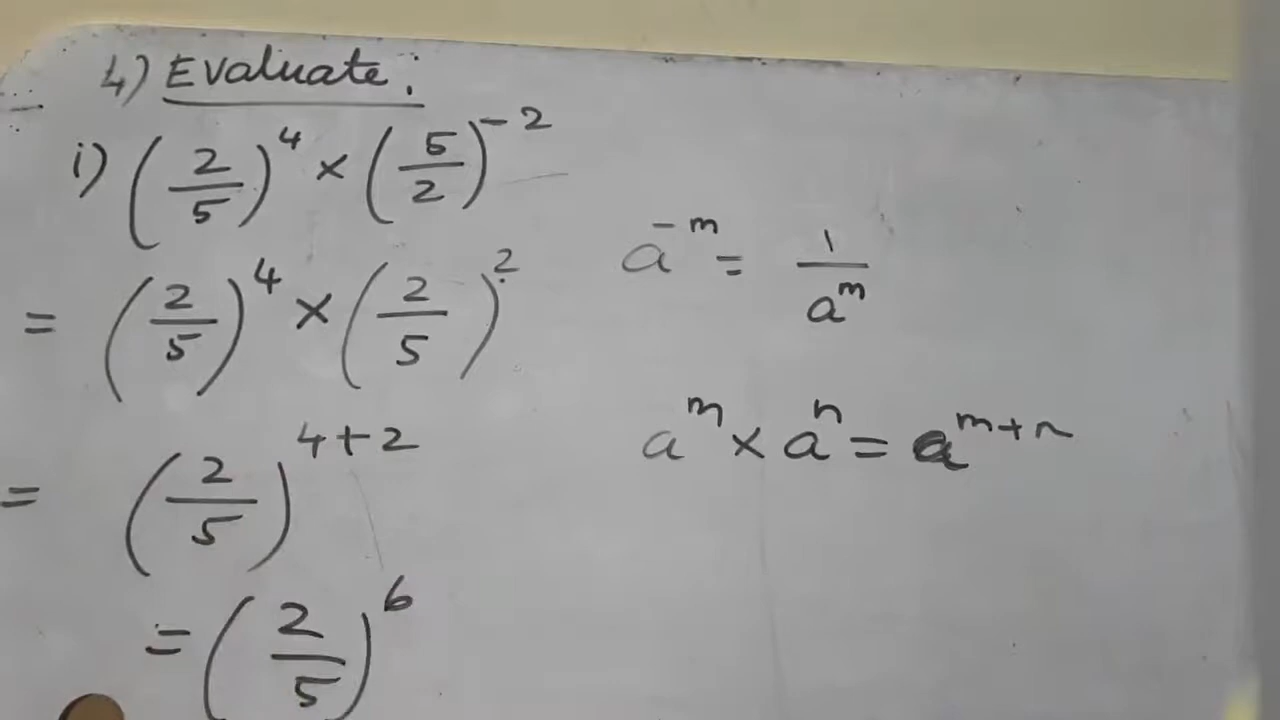 4) Evaluate:
i) (2/5)^4 × (5/2)^-2
= (2/5)^4 × (2/5)^2
a^-m = 1/a^m
= (2/5)^4+2
a^m × a^n = a^m+n
= (2/5)^6